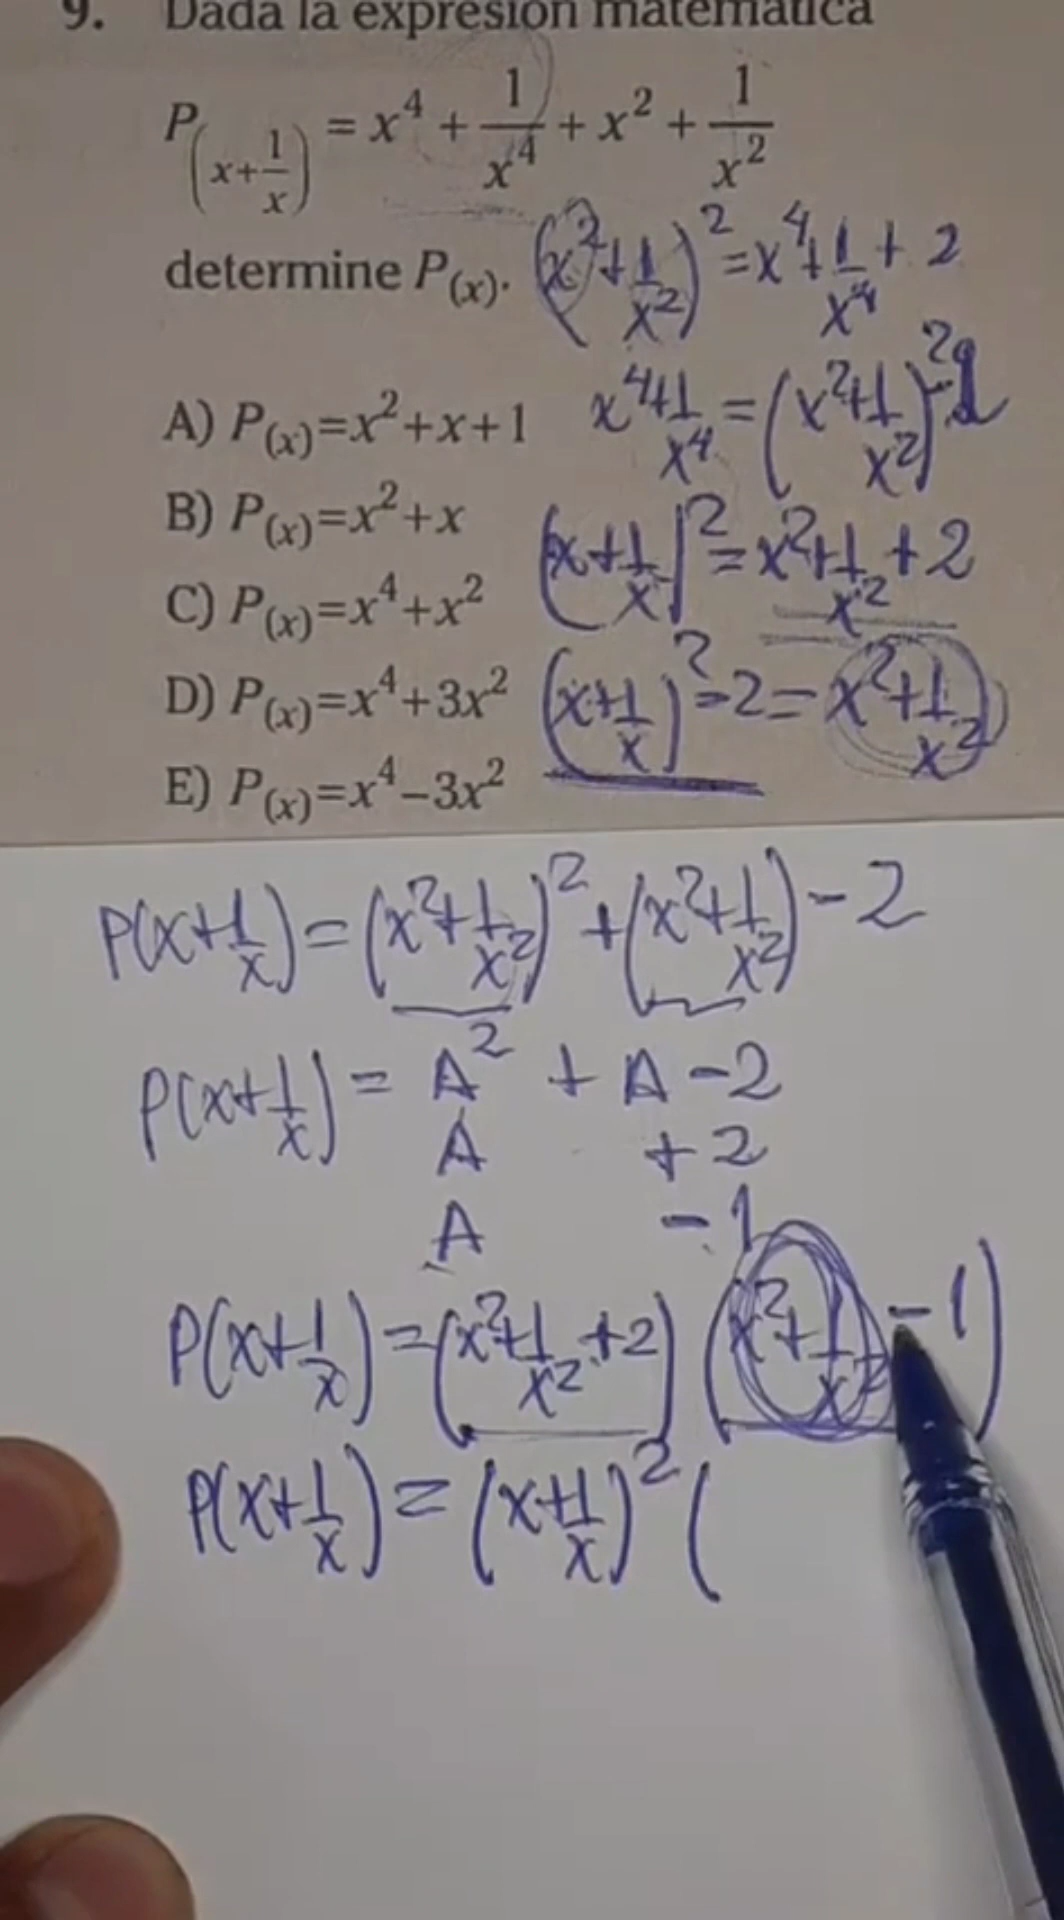 9. Dada la expresión matemática
P(x+1/x) = x⁴ + 1/x⁴ + x² + 1/x²
determine P(x).
(x²+1/x²)² = x⁴+1/x⁴ + 2
A) P(x)=x²+x+1
x⁴+1/x⁴ = (x²+1/x²)² - 2
B) P(x)=x²+x
(x+1/x)² = x²+1/x² + 2
C) P(x)=x⁴+x²
D) P(x)=x⁴+3x²
(x+1/x)² - 2 = x²+1/x²
E) P(x)=x⁴–3x²
P(x+1/x) = (x²+1/x²)² + (x²+1/x²) - 2
P(x+1/x) = A² + A - 2
A + 2
A - 1
P(x+1/x) = (x²+1/x²+2) (x²+1/x² - 1)
P(x+1/x) = (x+1/x)² (